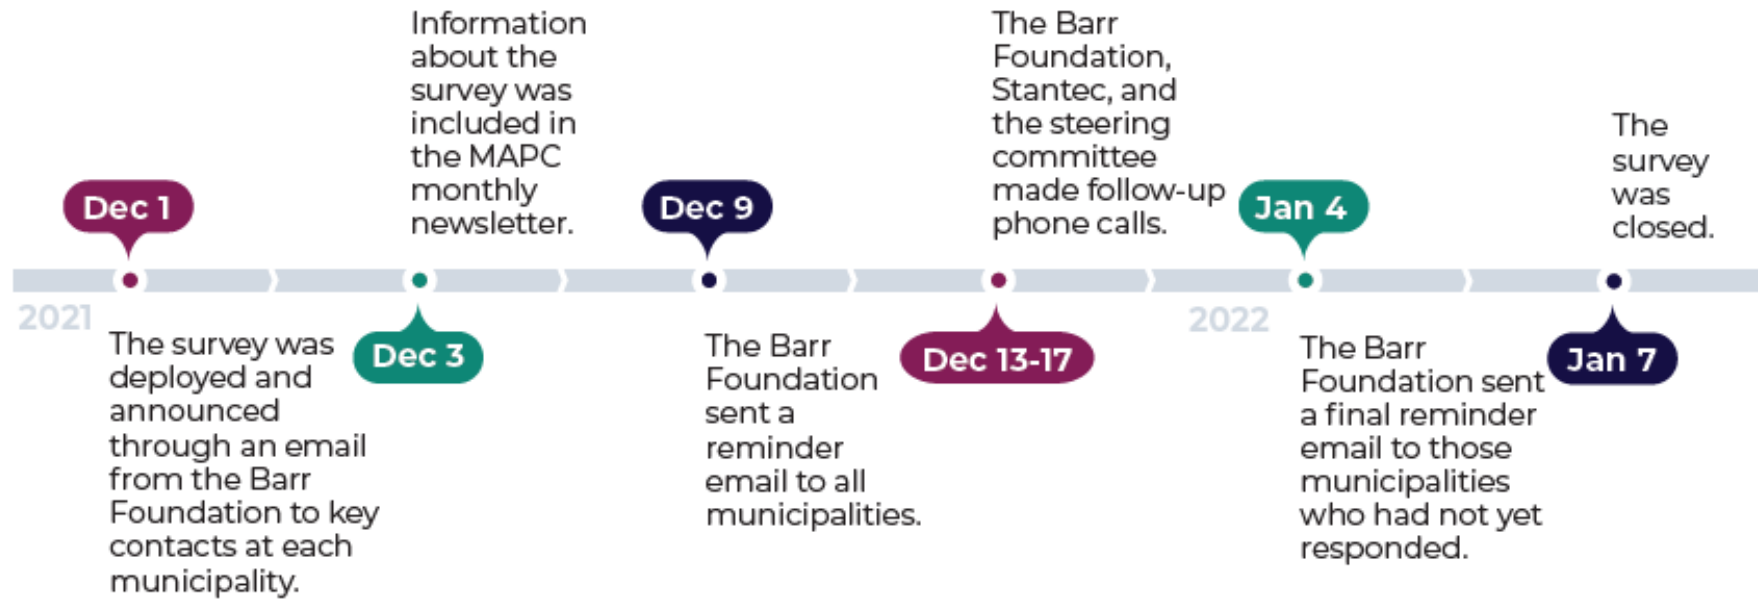 Dec 1
2021
The survey was
deployed and
announced
through an email
from the Barr
Foundation to key
contacts at each
municipality.
Information
about the
survey was
included in
the MAPC
monthly
newsletter.
Dec 3
Dec 9
The Barr
Foundation
sent a
reminder
email to all
municipalities.
The Barr
Foundation,
Stantec, and
the steering
committee
made follow-up
phone calls.
Dec 13-17
Jan 4
2022
The Barr
Foundation sent
a final reminder
email to those
municipalities
who had not yet
responded.
The
survey
was
closed.
Jan 7